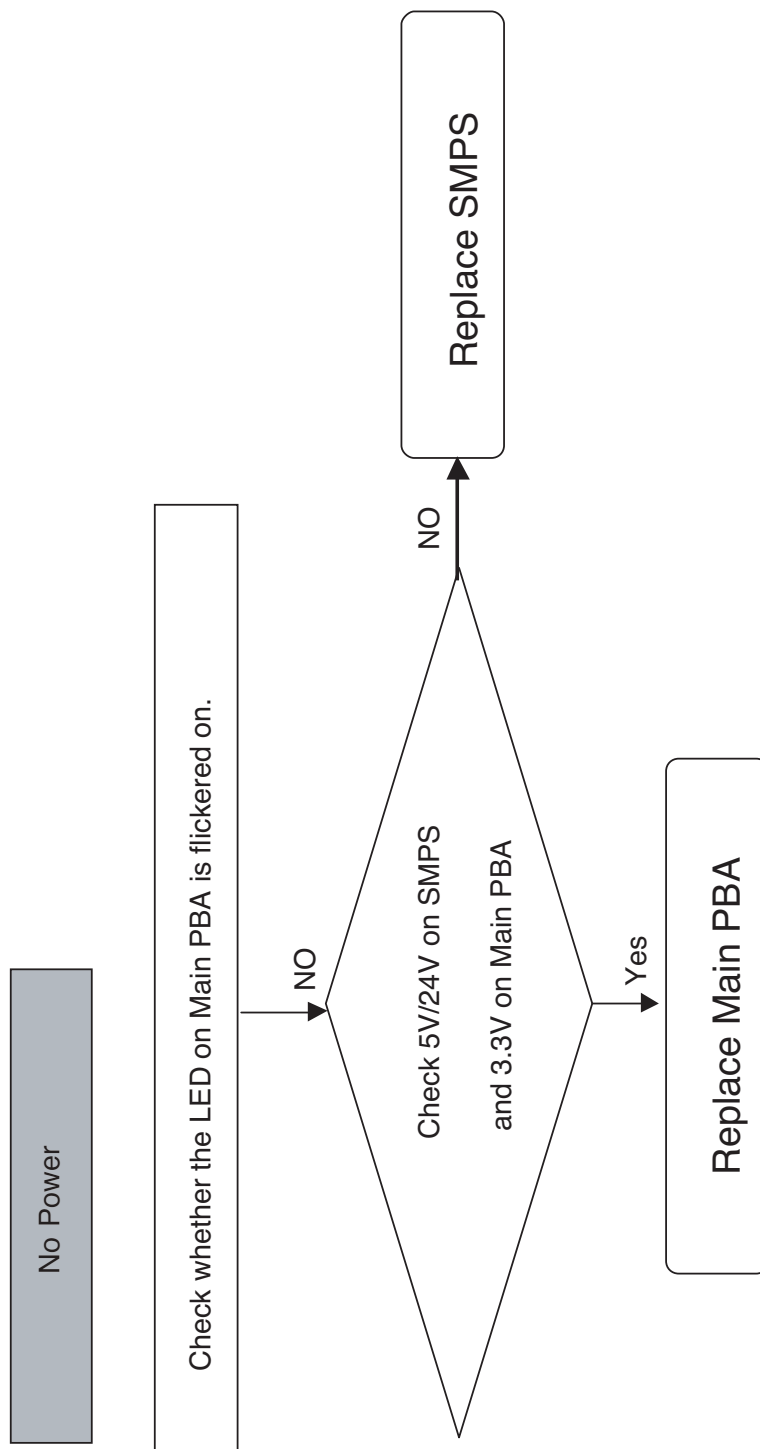 No Power
Check whether the LED on Main PBA is flickered on.
NO
Check 5V/24V on SMPS
and 3.3V on Main PBA
NO
Replace SMPS
Yes
Replace Main PBA